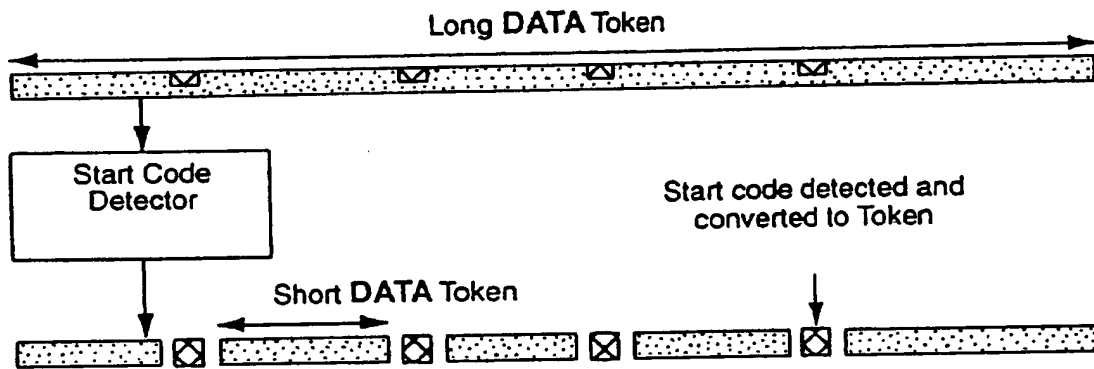 Long DATA Token
Start Code
Detector
Start code detected and
converted to Token
Short DATA Token